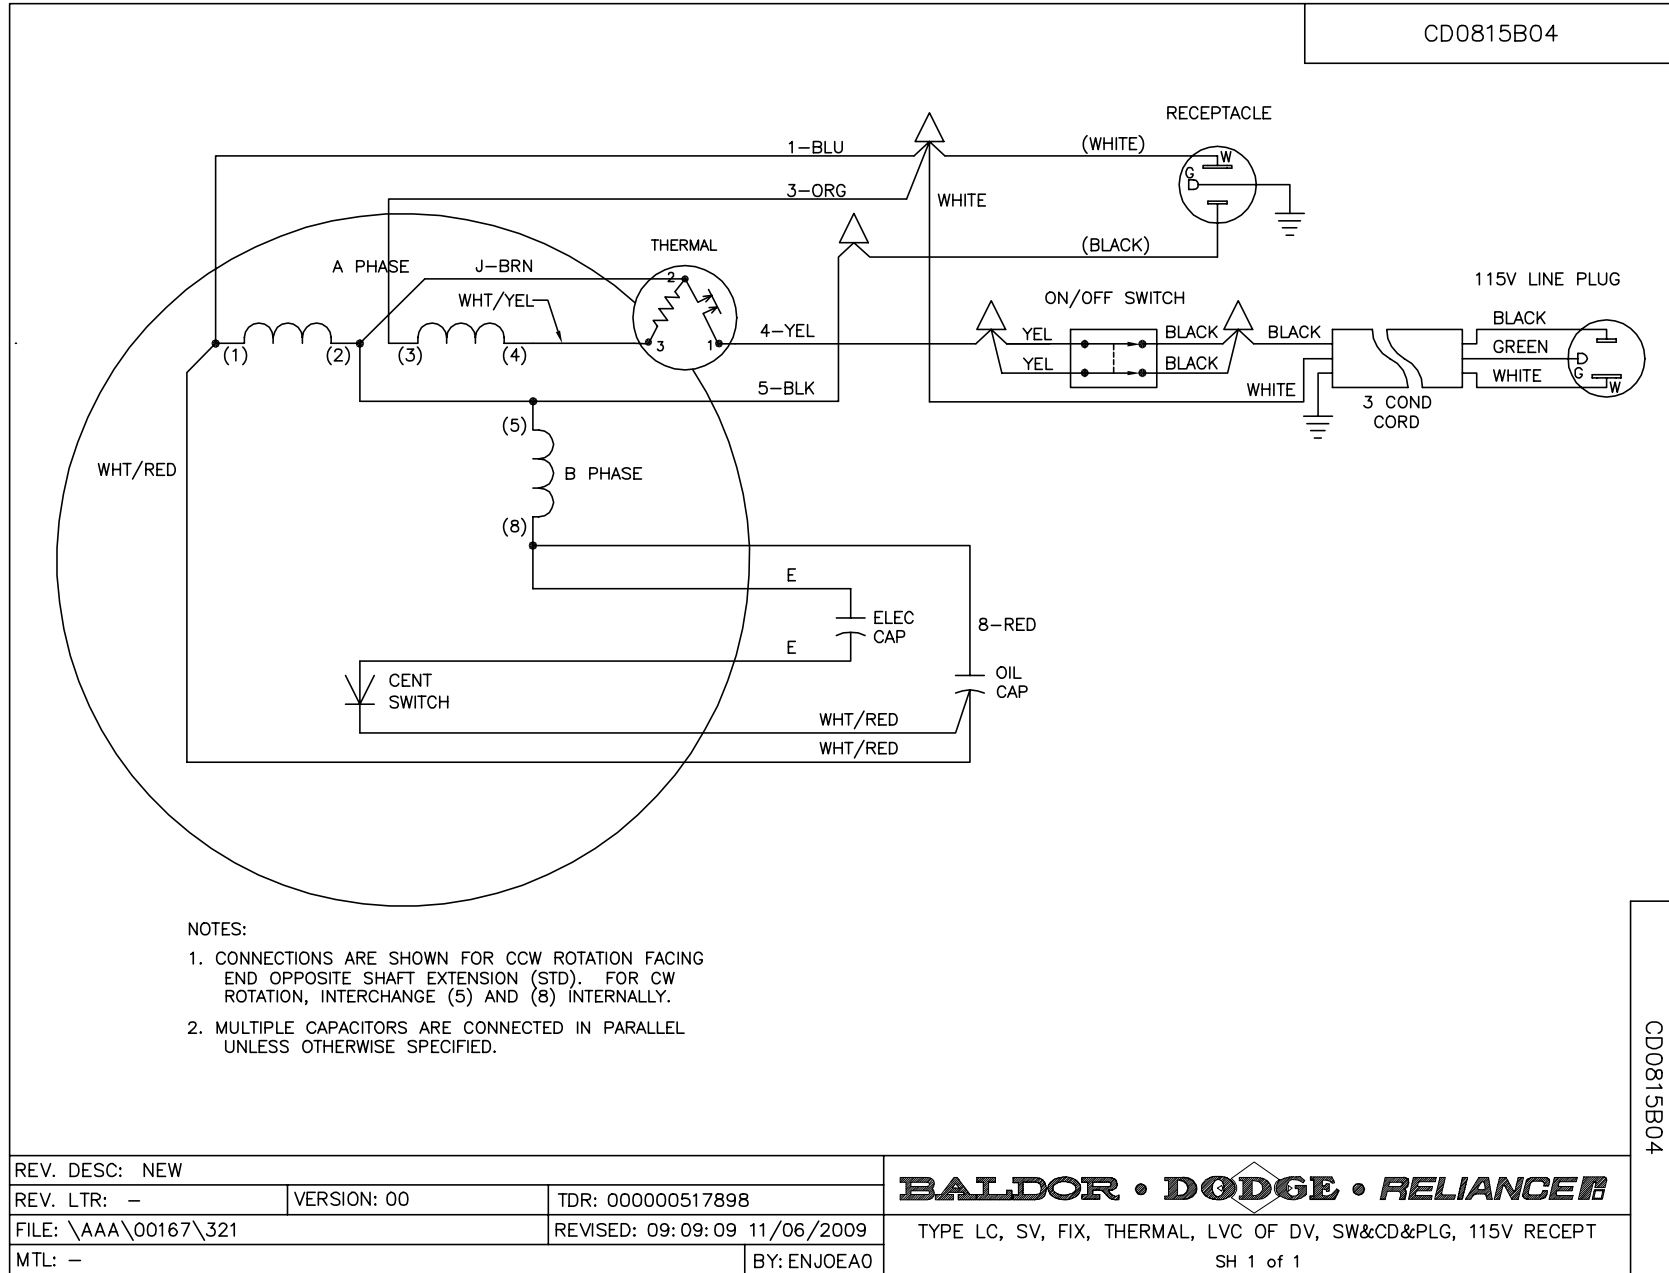 CD0815B04
RECEPTACLE
1-BLU
(WHITE)
W
G
3-ORG
WHITE
(BLACK)
THERMAL
A PHASE
J-BRN
2
WHT/YEL
115V LINE PLUG
ON/OFF SWITCH
4-YEL
YEL
BLACK
BLACK
BLACK
(1)
(2)
(3)
(4)
3
1
GREEN
YEL
BLACK
G
WHITE
W
5-BLK
WHITE
3 COND
CORD
(5)
WHT/RED
B PHASE
(8)
E
ELEC
CAP
8-RED
E
CENT
SWITCH
OIL
CAP
WHT/RED
WHT/RED
NOTES:
1. CONNECTIONS ARE SHOWN FOR CCW ROTATION FACING
END OPPOSITE SHAFT EXTENSION (STD). FOR CW
ROTATION, INTERCHANGE (5) AND (8) INTERNALLY.
2. MULTIPLE CAPACITORS ARE CONNECTED IN PARALLEL
UNLESS OTHERWISE SPECIFIED.
CD0815B04
REV. DESC: NEW
REV. LTR: -
VERSION: 00
TDR: 000000517898
FILE: \AAA\00167\321
REVISED: 09:09:09 11/06/2009
MTL: -
BY: ENJOEA0
BALDOR • DODGE • RELIANCE
TYPE LC, SV, FIX, THERMAL, LVC OF DV, SW&CD&PLG, 115V RECEPT
SH 1 of 1